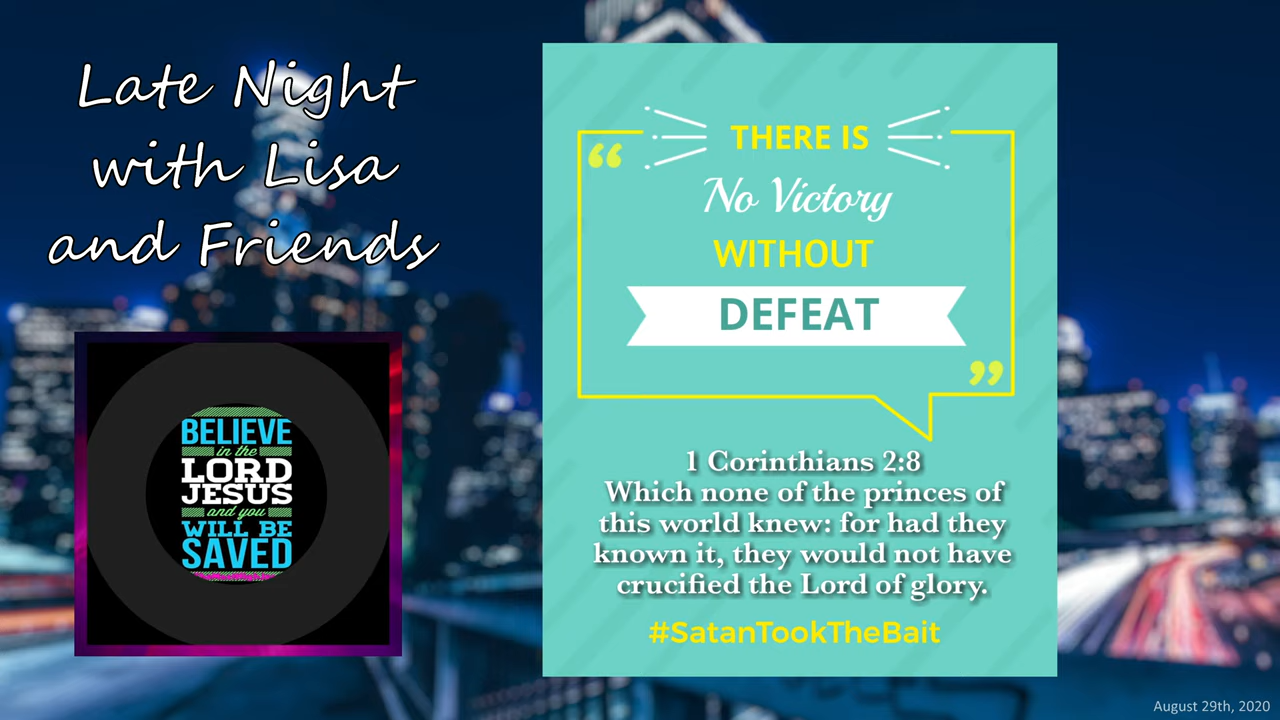 Late Night
with Lisa
and Friends
BELIEVE
in the
LORD
JESUS
and you
WILL BE
SAVED
“
THERE IS
No Victory
WITHOUT
DEFEAT
”
1 Corinthians 2:8
Which none of the princes of
this world knew: for had they
known it, they would not have
crucified the Lord of glory.
#SatanTookTheBait
August 29th, 2020